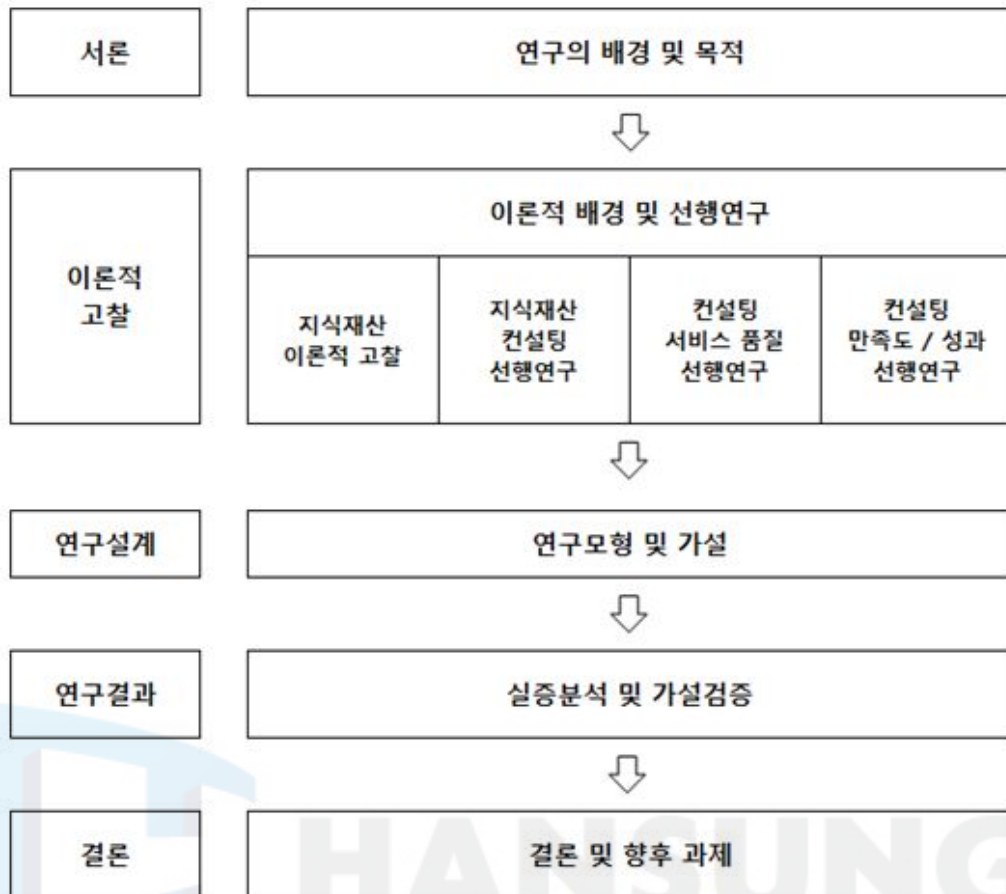 서론
연구의 배경 및 목적
이론적
고찰
이론적 배경 및 선행연구
지식재산
이론적 고찰
지식재산
컨설팅
선행연구
컨설팅
서비스 품질
선행연구
컨설팅
만족도 / 성과
선행연구
연구설계
연구모형 및 가설
연구결과
실증분석 및 가설검증
결론
결론 및 향후 과제
HANSUNG